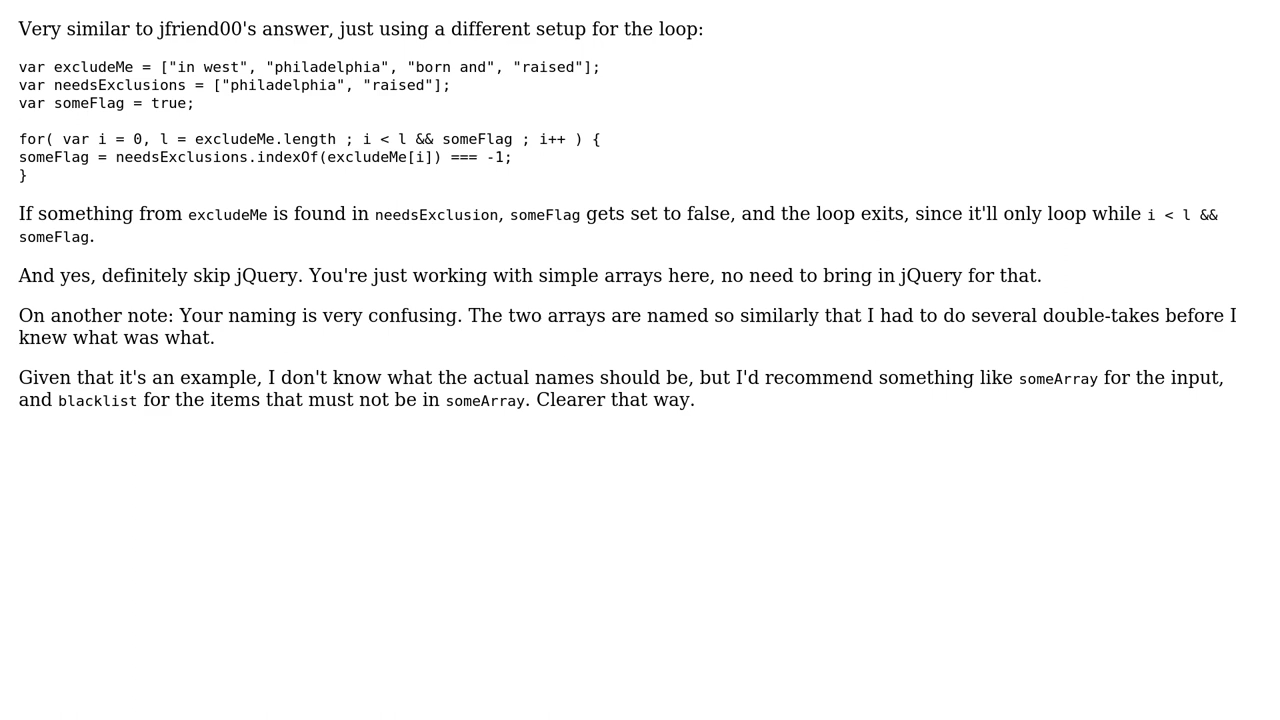 Very similar to jfriend00's answer, just using a different setup for the loop:
var excludeMe = ["in west", "philadelphia", "born and", "raised"];
var needsExclusions = ["philadelphia", "raised"];
var someFlag = true;
for( var i = 0, l = excludeMe.length ; i < l && someFlag ; i++ ) {
someFlag = needsExclusions.indexOf(excludeMe[i]) === -1;
}
If something from excludeMe is found in needsExclusion, someFlag gets set to false, and the loop exits, since it'll only loop while i < l &&
someFlag.
And yes, definitely skip jQuery. You're just working with simple arrays here, no need to bring in jQuery for that.
On another note: Your naming is very confusing. The two arrays are named so similarly that I had to do several double-takes before I
knew what was what.
Given that it's an example, I don't know what the actual names should be, but I'd recommend something like someArray for the input,
and blacklist for the items that must not be in someArray. Clearer that way.